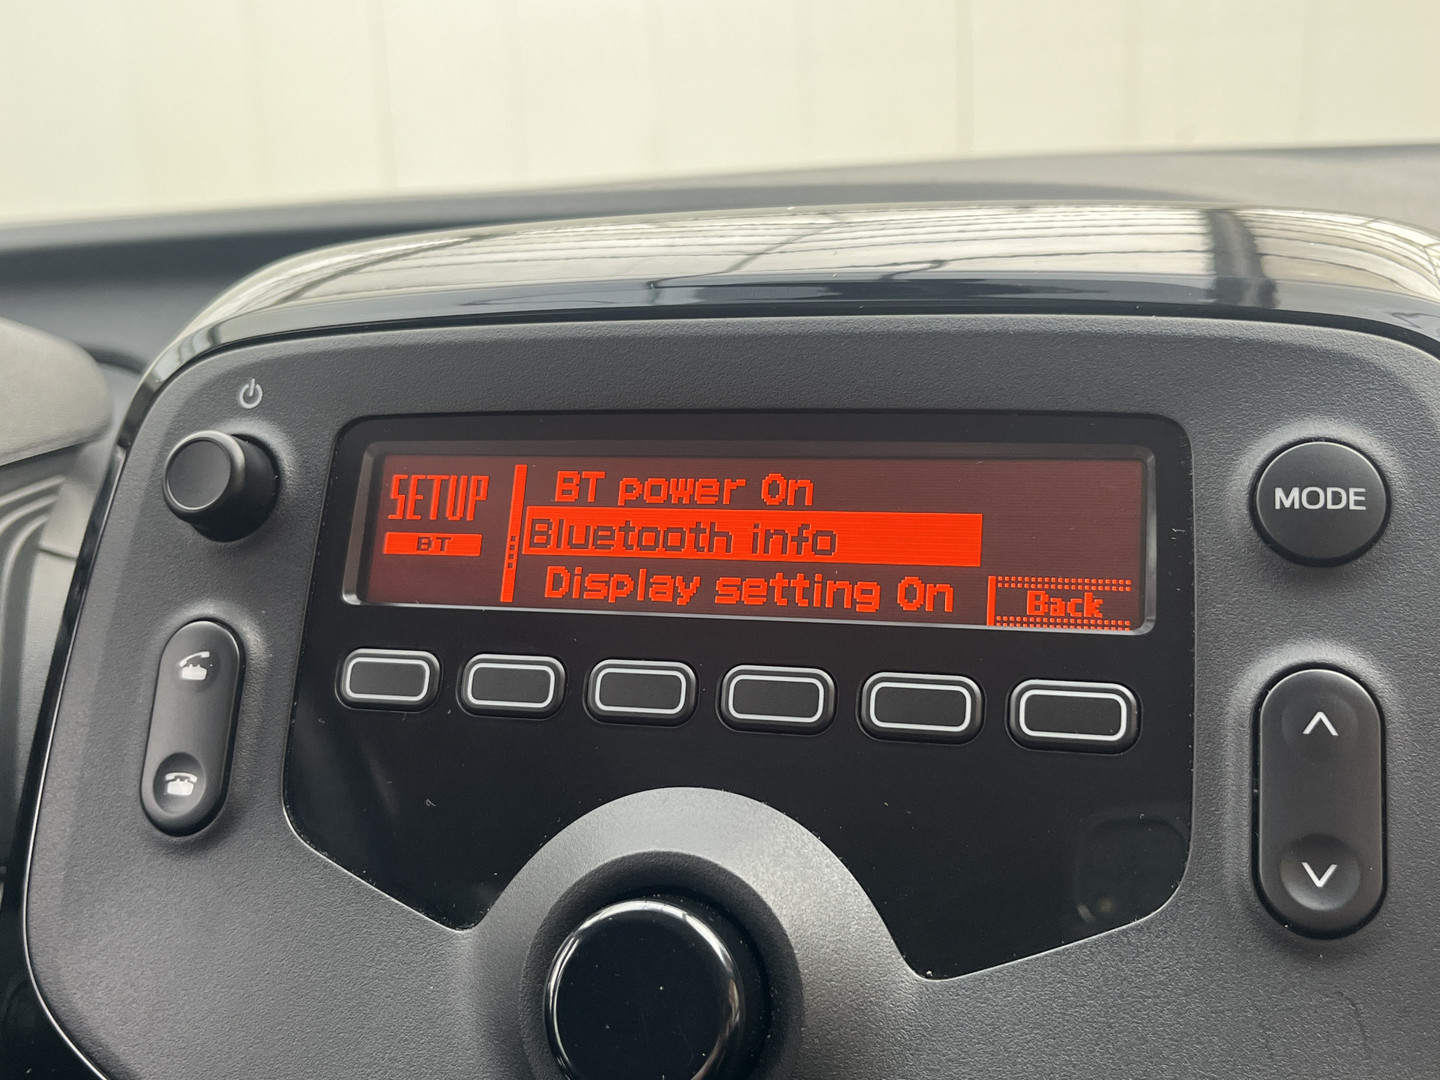 SETUP
BT
BT power On
Bluetooth info
Display setting On
Back
MODE